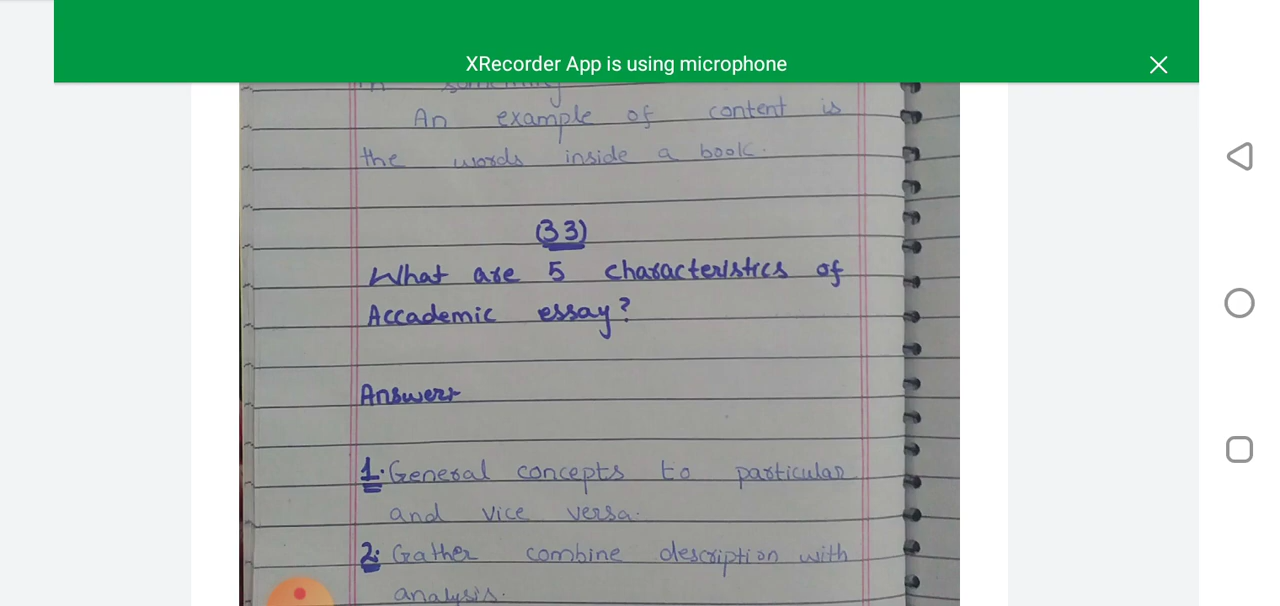 XRecorder App is using microphone
An example of content is
the words inside a book.
(33)
What are 5 characteristics of
Accademic essay?
Answer:-
1. General concepts to particular
and vice versa.
2. Gather combine description with
analysis.